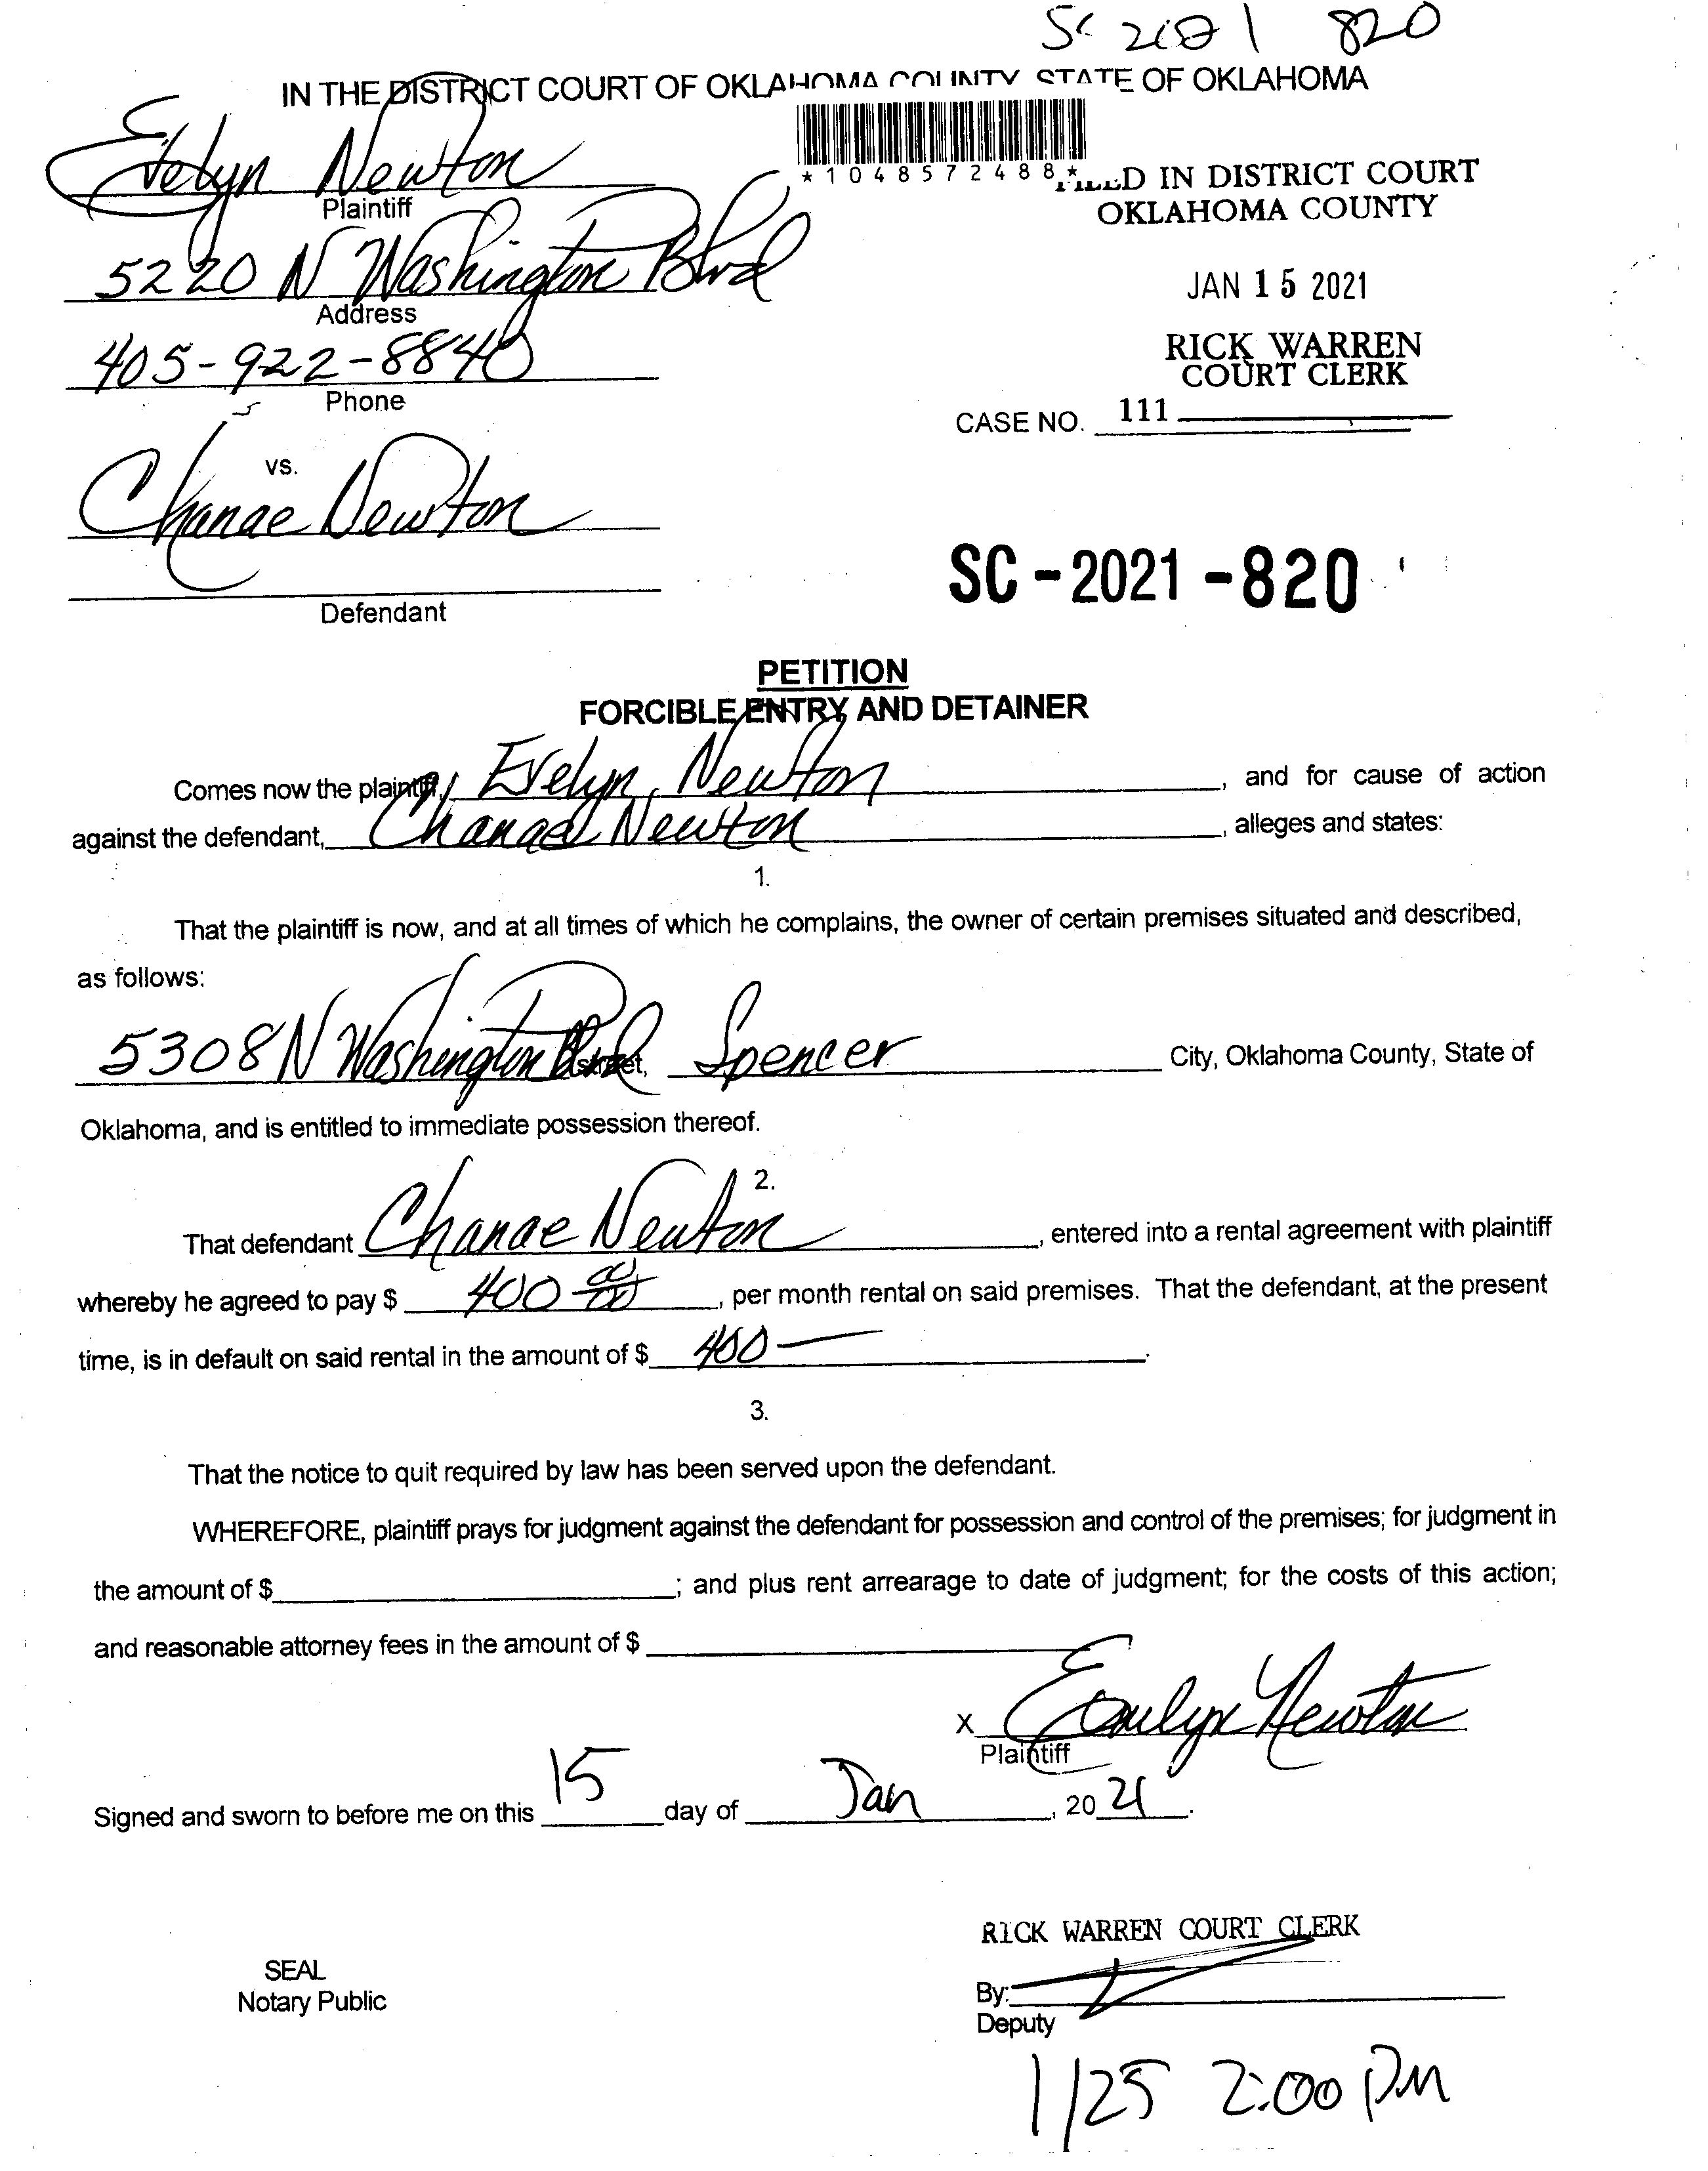 SC 2021 820
IN THE DISTRICT COURT OF OKLAHOMA COUNTY STATE OF OKLAHOMA
*1048572488*
Evelyn Newton
Plaintiff
FILED IN DISTRICT COURT
OKLAHOMA COUNTY
5220 N Washington Blvd
Address
JAN 15 2021
405-922-8840
Phone
RICK WARREN
COURT CLERK
CASE NO. 111
vs.
Chanae Newton
Defendant
SC-2021-820
PETITION
FORCIBLE ENTRY AND DETAINER
Comes now the plaintiff, Evelyn Newton, and for cause of action
against the defendant, Chanae Newton, alleges and states:
1.
That the plaintiff is now, and at all times of which he complains, the owner of certain premises situated and described,
as follows:
5308 N Washington Blvd street, Spencer City, Oklahoma County, State of
Oklahoma, and is entitled to immediate possession thereof.
2.
That defendant Chanae Newton, entered into a rental agreement with plaintiff
whereby he agreed to pay $ 400 00, per month rental on said premises. That the defendant, at the present
time, is in default on said rental in the amount of $ 400—.
3.
That the notice to quit required by law has been served upon the defendant.
WHEREFORE, plaintiff prays for judgment against the defendant for possession and control of the premises; for judgment in
the amount of $ ; and plus rent arrearage to date of judgment; for the costs of this action;
and reasonable attorney fees in the amount of $
X Evelyn Newton
Plaintiff
Signed and sworn to before me on this 15 day of Jan, 2021.
RICK WARREN COURT CLERK
SEAL
Notary Public
By:
Deputy
1/25 2:00 PM